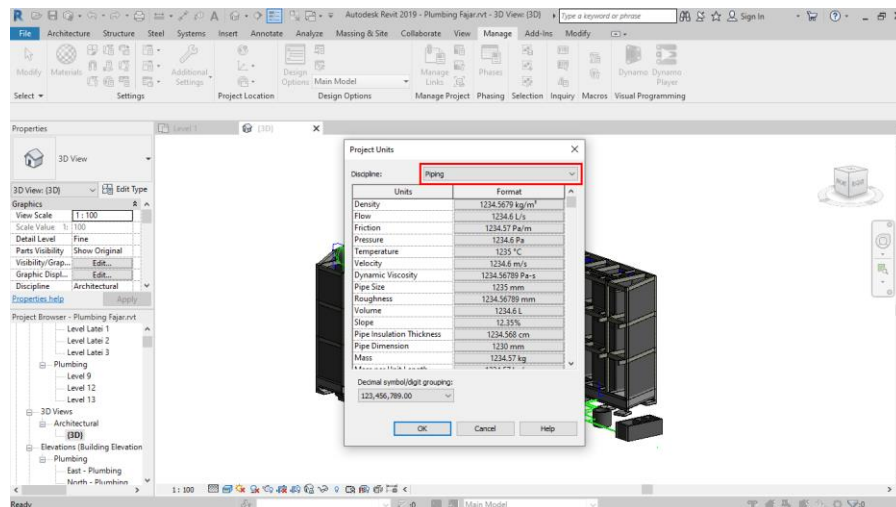 Autodesk Revit 2019 - Plumbing Fajar.rvt - 3D View: {3D}
Type a keyword or phrase
Sign In
File Architecture Structure Steel Systems Insert Annotate Analyze Massing & Site Collaborate View Manage Add-Ins Modify
Modify Materials Additional Settings Design Options Main Model Manage Links Phases Dynamo Dynamo Player
Select Settings Project Location Design Options Manage Project Phasing Selection Inquiry Macros Visual Programming
Properties
Level 1
{3D}
3D View
3D View: {3D} Edit Type
Graphics
View Scale 1 : 100
Scale Value 1: 100
Detail Level Fine
Parts Visibility Show Original
Visibility/Grap... Edit...
Graphic Displ... Edit...
Discipline Architectural
Properties help Apply
Project Browser - Plumbing Fajar.rvt
Level Latei 1
Level Latei 2
Level Latei 3
Plumbing
Level 9
Level 12
Level 13
3D Views
Architectural
{3D}
Elevations (Building Elevation
Plumbing
East - Plumbing
North - Plumbing
Project Units
Discipline: Piping
Units Format
Density 1234.5679 kg/m³
Flow 1234.6 L/s
Friction 1234.57 Pa/m
Pressure 1234.6 Pa
Temperature 1235 °C
Velocity 1234.6 m/s
Dynamic Viscosity 1234.56789 Pa-s
Pipe Size 1235 mm
Roughness 1234.56789 mm
Volume 1234.6 L
Slope 12.35%
Pipe Insulation Thickness 1234.568 cm
Pipe Dimension 1230 mm
Mass 1234.57 kg
Decimal symbol/digit grouping:
123,456,789.00
OK Cancel Help
1 : 100
Ready
:0 Main Model
:0